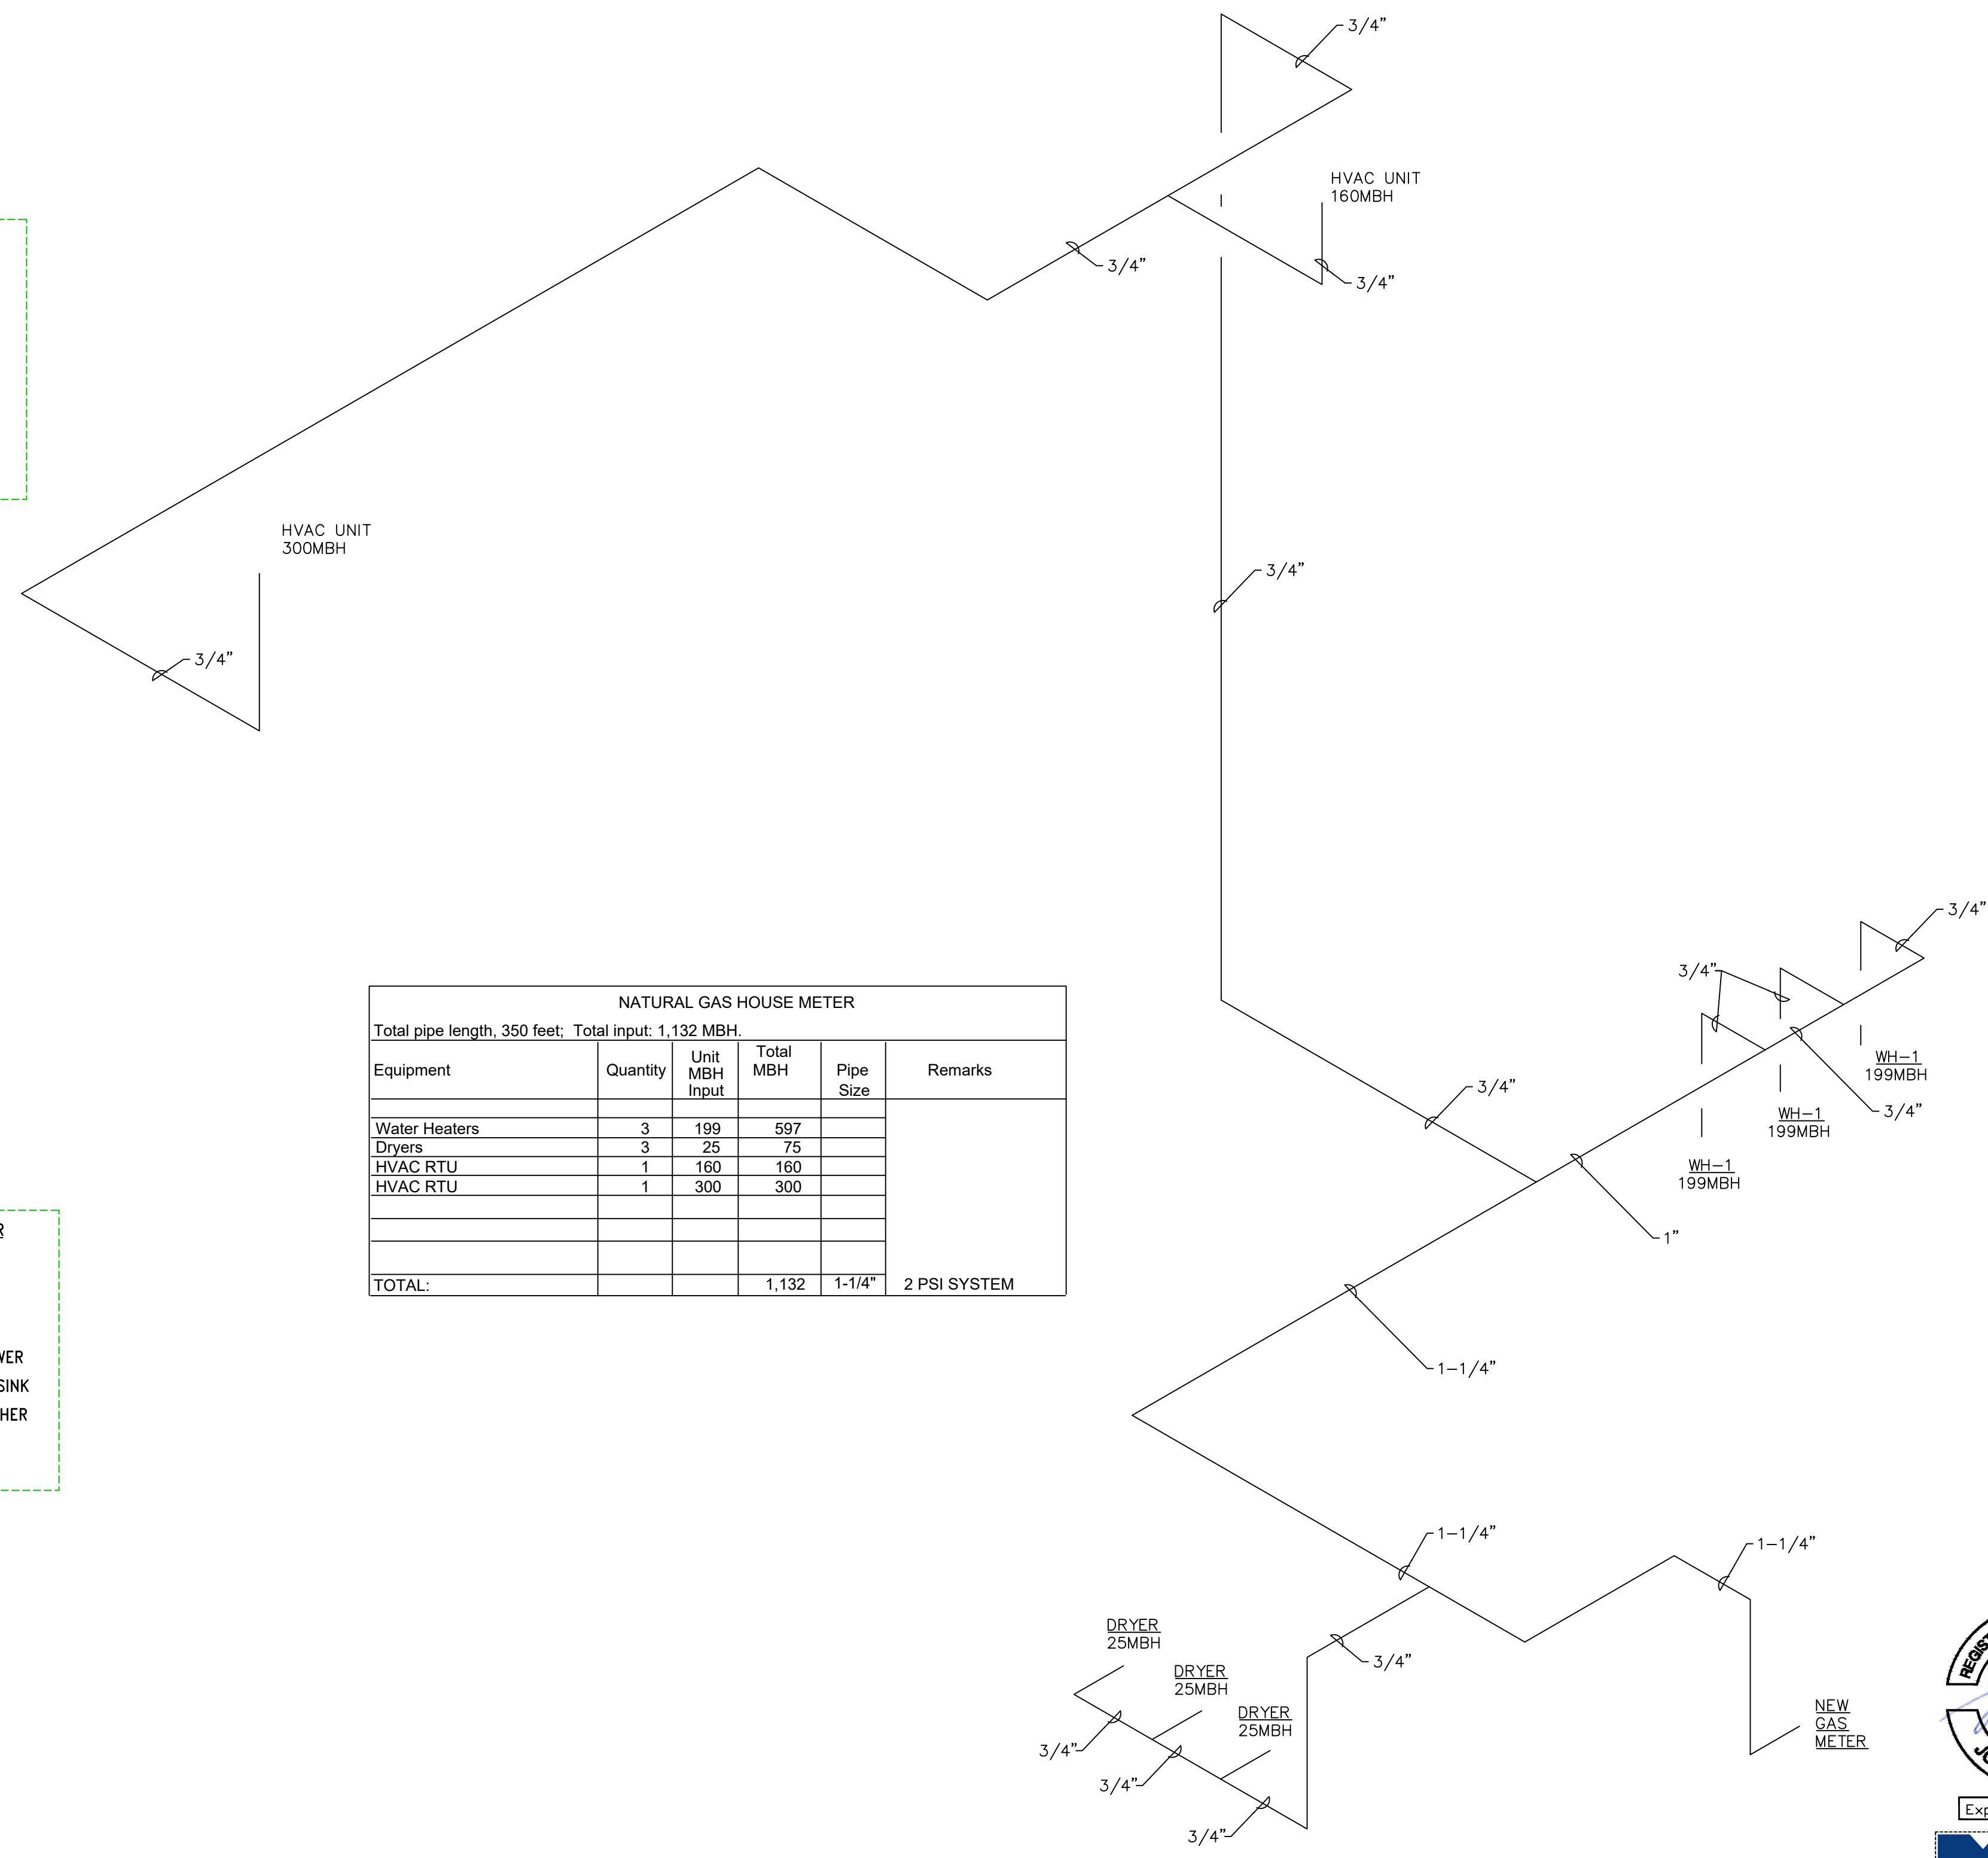 3/4"
HVAC UNIT
160MBH
3/4"
3/4"
HVAC UNIT
300MBH
3/4"
3/4"
3/4"
3/4"
NATURAL GAS HOUSE METER
Total pipe length, 350 feet; Total input: 1,132 MBH.
Equipment Quantity Unit MBH Input Total MBH Pipe Size Remarks
Water Heaters 3 199 597
Dryers 3 25 75
HVAC RTU 1 160 160
HVAC RTU 1 300 300
TOTAL: 1,132 1-1/4" 2 PSI SYSTEM
WH-1
199MBH
3/4"
WH-1
199MBH
3/4"
WH-1
199MBH
1"
R
WER
SINK
HER
1-1/4"
1-1/4"
1-1/4"
DRYER
25MBH
DRYER
25MBH
DRYER
25MBH
3/4"
3/4"
3/4"
3/4"
NEW
GAS
METER
REGIST
JO
Exp